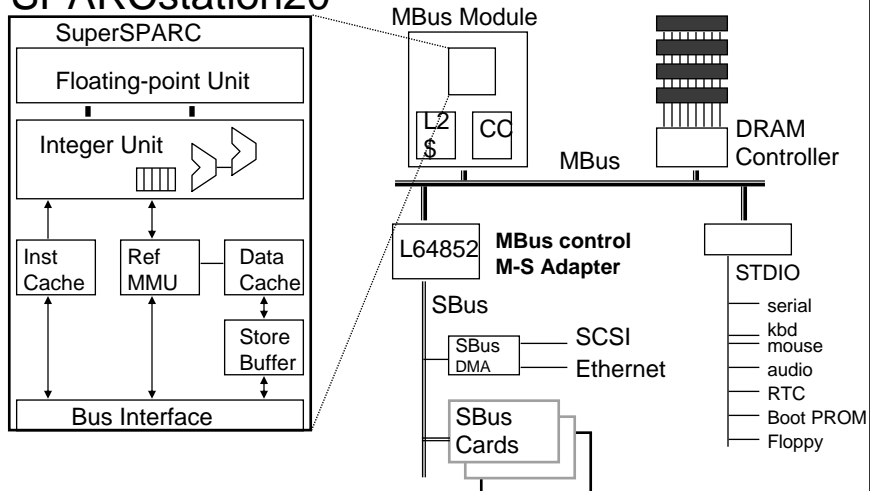 SPARCstation20
SuperSPARC
Floating-point Unit
Integer Unit
Inst
Cache
Ref
MMU
Data
Cache
Store
Buffer
Bus Interface
MBus Module
L2
$
CC
MBus
DRAM
Controller
L64852
MBus control
M-S Adapter
STDIO
serial
kbd
mouse
audio
RTC
Boot PROM
Floppy
SBus
SBus
DMA
SCSI
Ethernet
SBus
Cards